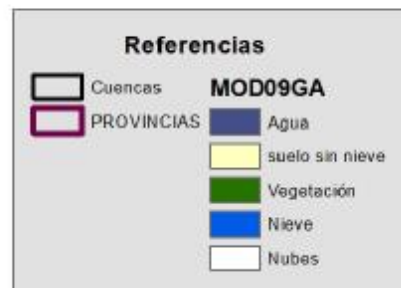 Referencias
Cuencas
PROVINCIAS
MOD09GA
Agua
suelo sin nieve
Vegetación
Nieve
Nubes